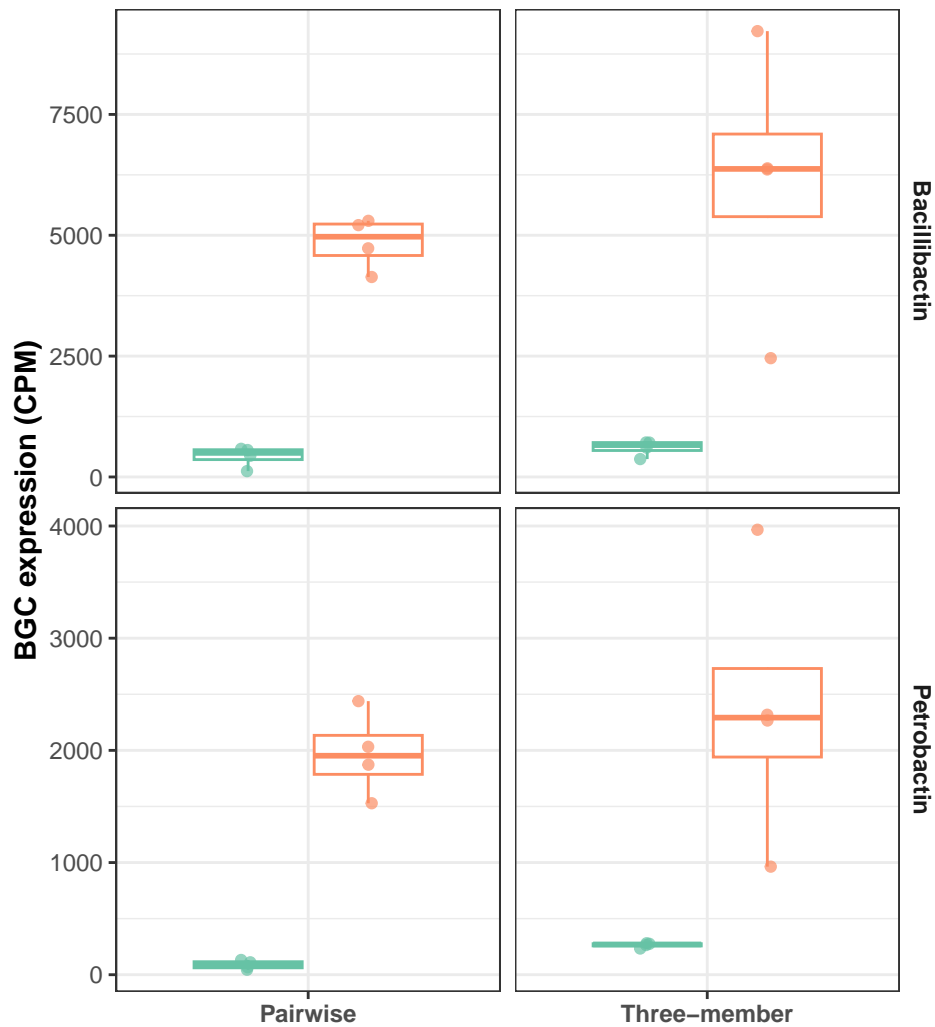 BGC expression (CPM)
7500
5000
2500
0
Bacillibactin
4000
3000
2000
1000
0
Petrobactin
Pairwise
Three−member